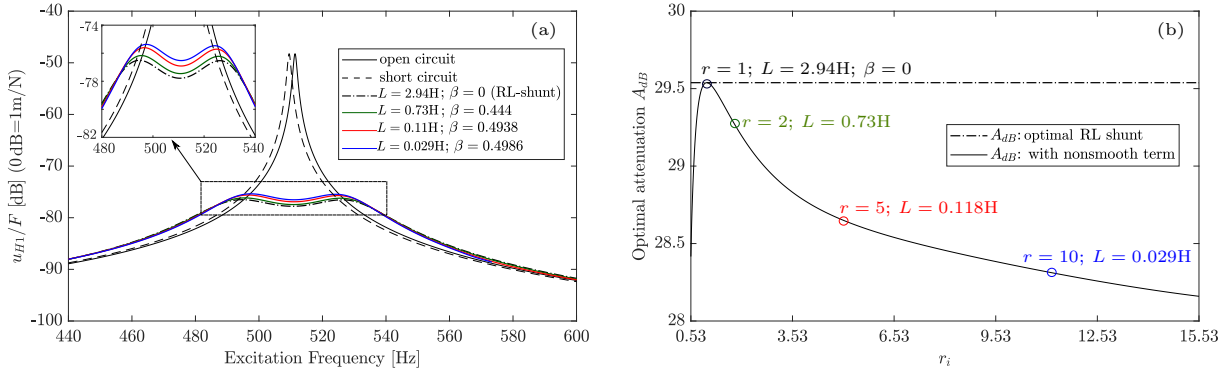 (a)
u_{H1}/F [dB] (0 dB=1m/N)
-40
-50
-60
-70
-80
-90
-100
440
460
480
500
520
540
560
580
600
Excitation Frequency [Hz]
-74
-78
-82
480
500
520
540
open circuit
short circuit
L = 2.94H; β = 0 (RL-shunt)
L = 0.73H; β = 0.444
L = 0.11H; β = 0.4938
L = 0.029H; β = 0.4986
(b)
Optimal attenuation A_{dB}
30
29.5
29
28.5
28
0.53
3.53
6.53
9.53
12.53
15.53
r_i
r = 1; L = 2.94H; β = 0
r = 2; L = 0.73H
r = 5; L = 0.118H
r = 10; L = 0.029H
A_{dB}: optimal RL shunt
A_{dB}: with nonsmooth term